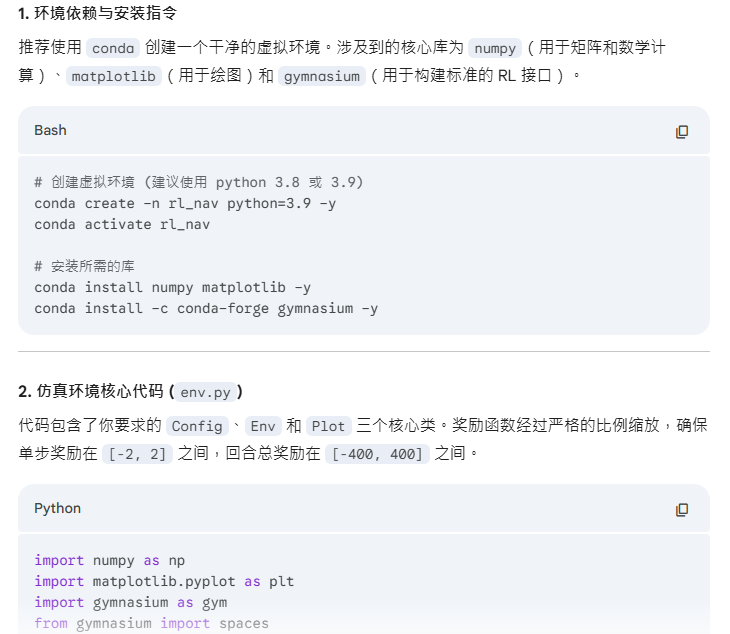 1. 环境依赖与安装指令
推荐使用 conda 创建一个干净的虚拟环境。涉及到的核心库为 numpy（用于矩阵和数学计
算）、 matplotlib（用于绘图）和 gymnasium（用于构建标准的 RL 接口）。
Bash
# 创建虚拟环境 (建议使用 python 3.8 或 3.9)
conda create -n rl_nav python=3.9 -y
conda activate rl_nav
# 安装所需的库
conda install numpy matplotlib -y
conda install -c conda-forge gymnasium -y
2. 仿真环境核心代码 ( env.py )
代码包含了你要求的 Config 、 Env 和 Plot 三个核心类。奖励函数经过严格的比例缩放，确保
单步奖励在 [-2, 2] 之间，回合总奖励在 [-400, 400] 之间。
Python
import numpy as np
import matplotlib.pyplot as plt
import gymnasium as gym
from gymnasium import spaces